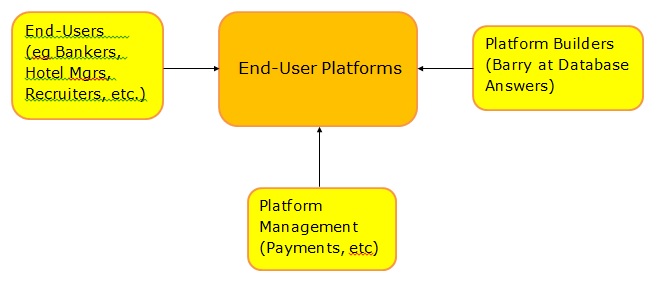 End-Users
(eg Bankers,
Hotel Mgrs,
Recruiters, etc.)
End-User Platforms
Platform Builders
(Barry at Database
Answers)
Platform
Management
(Payments, etc)